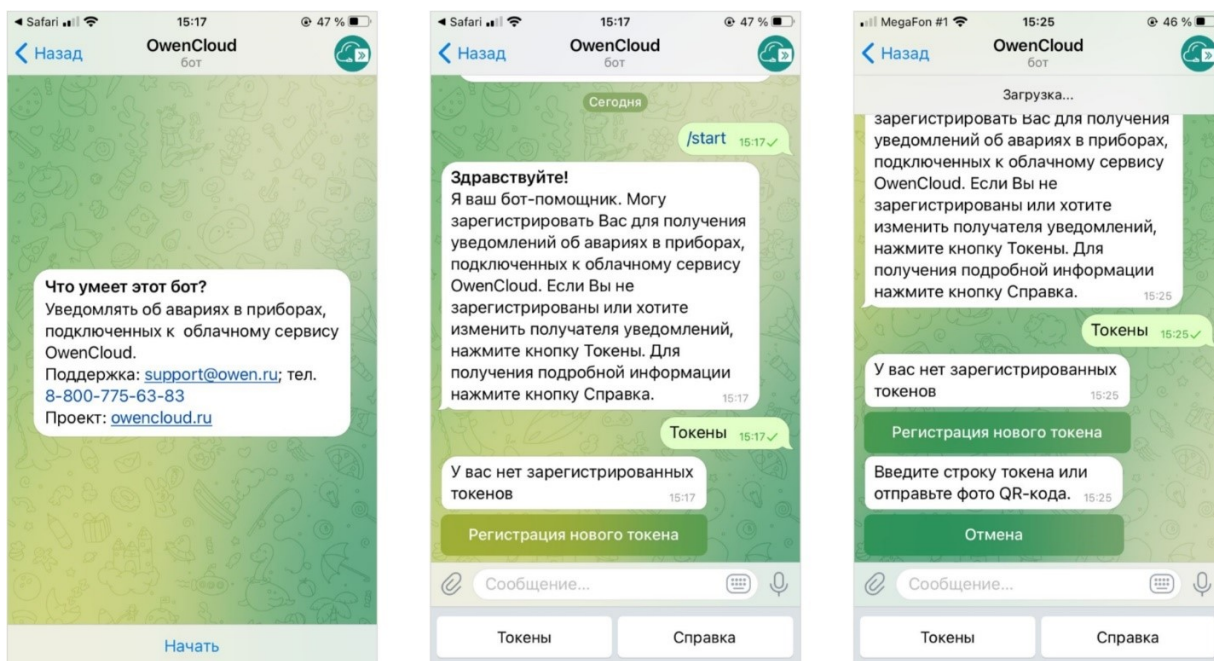 Safari
15:17
47 %
Назад
OwenCloud
бот
Что умеет этот бот?
Уведомлять об авариях в приборах,
подключенных к облачному сервису
OwenCloud.
Поддержка: support@owen.ru; тел.
8-800-775-63-83
Проект: owencloud.ru
Начать
Safari
15:17
47 %
Назад
OwenCloud
бот
Сегодня
/start 15:17
Здравствуйте!
Я ваш бот-помощник. Могу
зарегистрировать Вас для получения
уведомлений об авариях в приборах,
подключенных к облачному сервису
OwenCloud. Если Вы не
зарегистрированы или хотите
изменить получателя уведомлений,
нажмите кнопку Токены. Для
получения подробной информации
нажмите кнопку Справка. 15:17
Токены 15:17
У вас нет зарегистрированных
токенов 15:17
Регистрация нового токена
Сообщение...
Токены
Справка
MegaFon #1
15:25
46 %
Назад
OwenCloud
бот
Загрузка...
зарегистрировать Вас для получения
уведомлений об авариях в приборах,
подключенных к облачному сервису
OwenCloud. Если Вы не
зарегистрированы или хотите
изменить получателя уведомлений,
нажмите кнопку Токены. Для
получения подробной информации
нажмите кнопку Справка. 15:25
Токены 15:25
У вас нет зарегистрированных
токенов 15:25
Регистрация нового токена
Введите строку токена или
отправьте фото QR-кода. 15:25
Отмена
Сообщение...
Токены
Справка